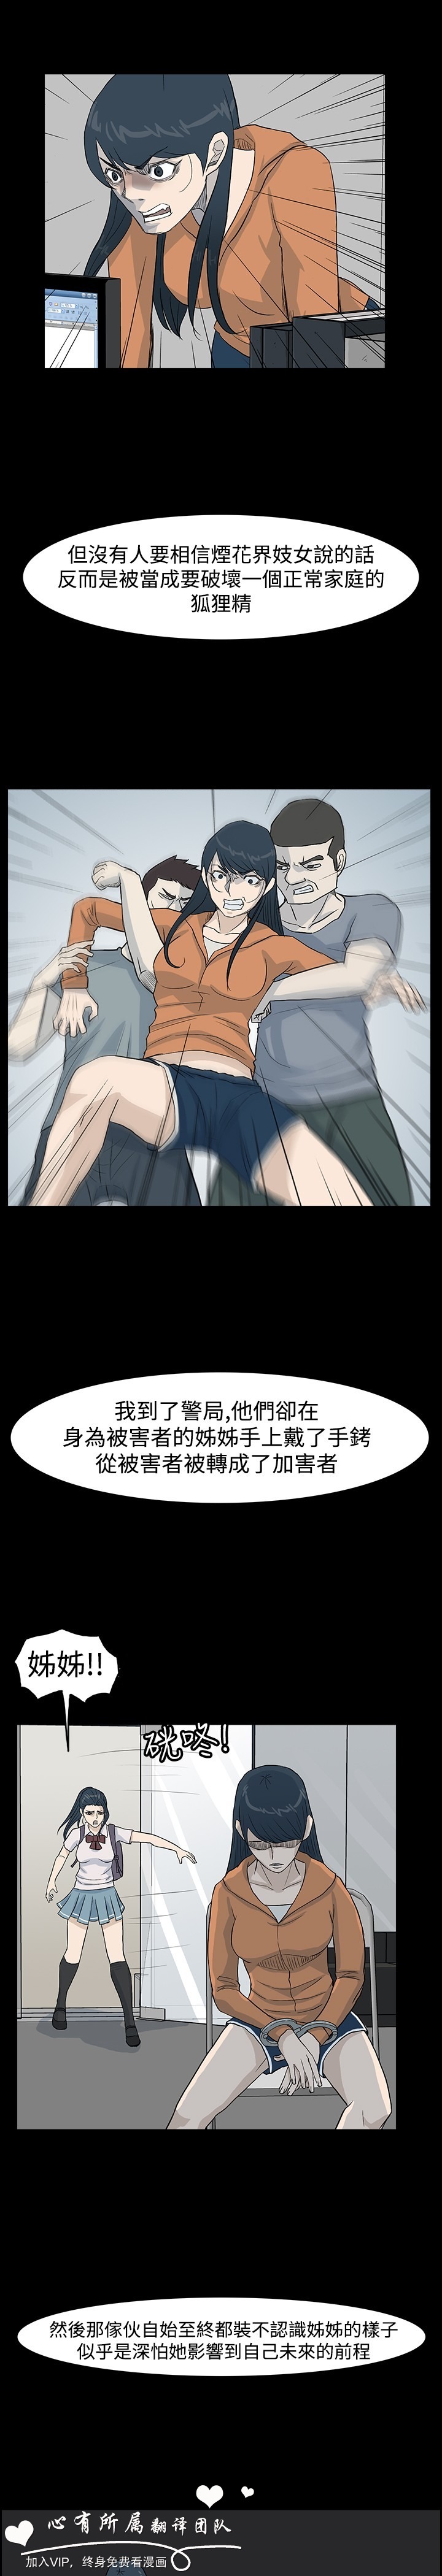 但沒有人要相信煙花界妓女說的話
反而是被當成要破壞一個正常家庭的
狐狸精
我到了警局,他們卻在
身為被害者的姊姊手上戴了手銬
從被害者被轉成了加害者
姊姊!!
硄咚!
然後那傢伙自始至終都裝不認識姊姊的樣子
似乎是深怕她影響到自己未來的前程
心有所属翻译团队
加入VIP，终身免费看漫画